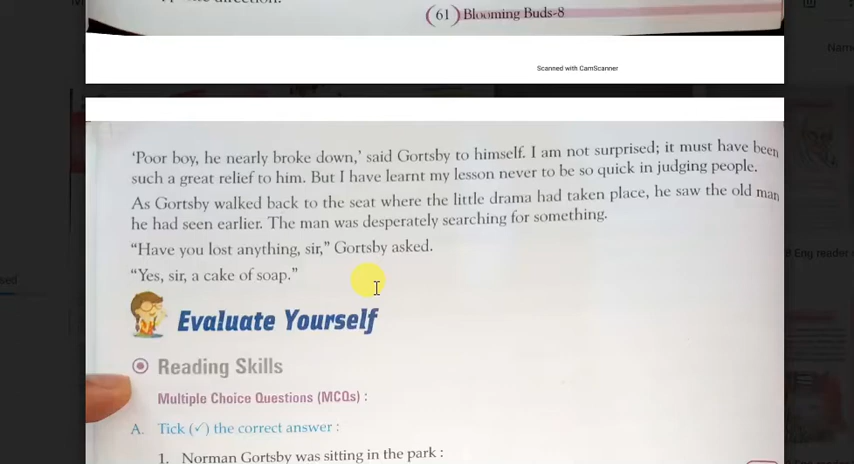 (61) Blooming Buds-8
Nam
Scanned with CamScanner
'Poor boy, he nearly broke down,' said Gortsby to himself. I am not surprised; it must have been
such a great relief to him. But I have learnt my lesson never to be so quick in judging people.
As Gortsby walked back to the seat where the little drama had taken place, he saw the old man
he had seen earlier. The man was desperately searching for something.
"Have you lost anything, sir," Gortsby asked.
8 Eng reader
"Yes, sir, a cake of soap."
sed
Evaluate Yourself
Reading Skills
Multiple Choice Questions (MCQs) :
A. Tick (✓) the correct answer :
1. Norman Gortsby was sitting in the park :